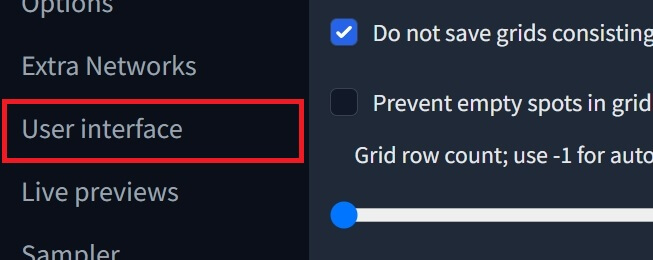 Options
Extra Networks
User interface
Live previews
Sampler
Do not save grids consisting
Prevent empty spots in grid
Grid row count; use -1 for auto